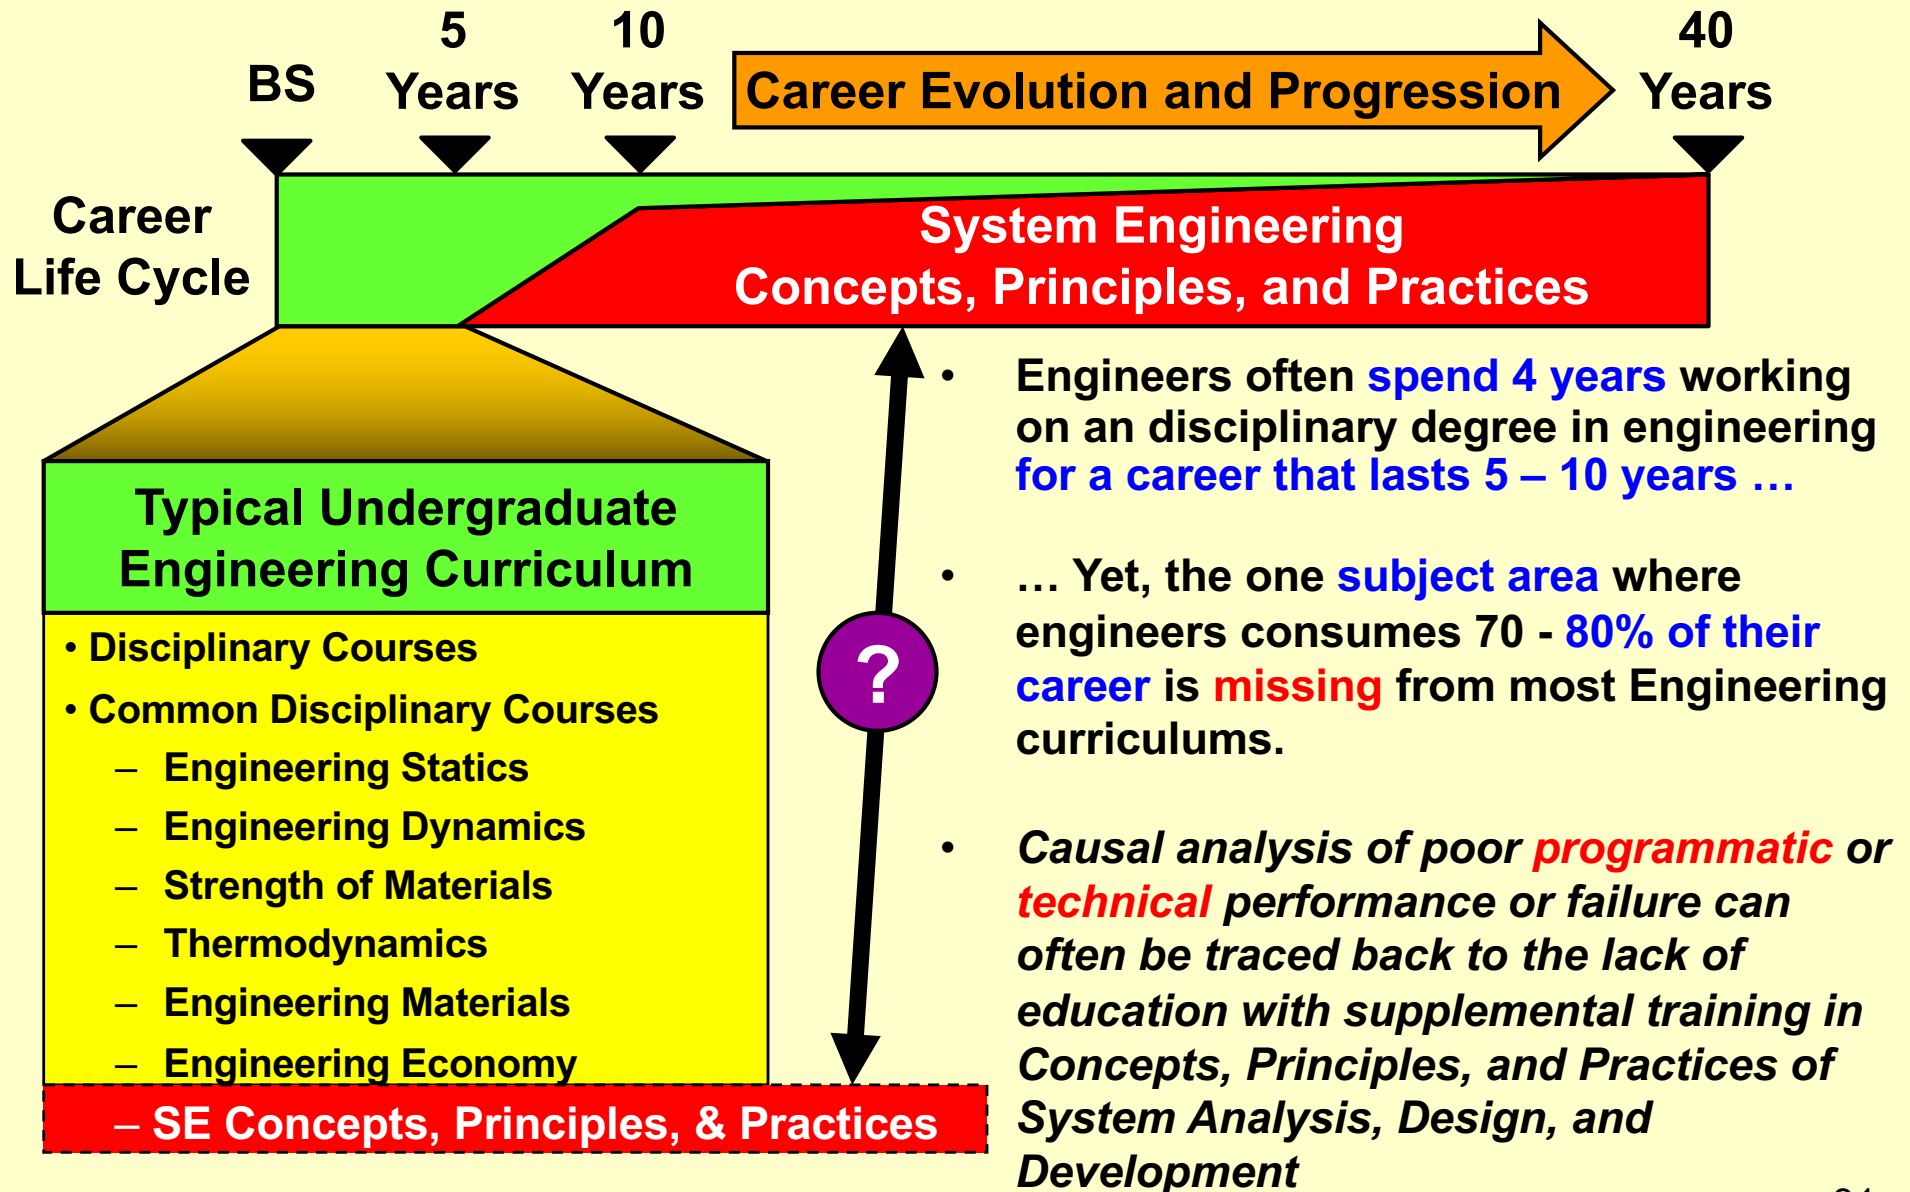 5
Years
10
Years
40
Years
BS
Career Evolution and Progression
Career
Life Cycle
System Engineering
Concepts, Principles, and Practices
Typical Undergraduate
Engineering Curriculum
• Disciplinary Courses
• Common Disciplinary Courses
– Engineering Statics
– Engineering Dynamics
– Strength of Materials
– Thermodynamics
– Engineering Materials
– Engineering Economy
– SE Concepts, Principles, & Practices
?
• Engineers often spend 4 years working
on an disciplinary degree in engineering
for a career that lasts 5 – 10 years …
• … Yet, the one subject area where
engineers consumes 70 - 80% of their
career is missing from most Engineering
curriculums.
• Causal analysis of poor programmatic or
technical performance or failure can
often be traced back to the lack of
education with supplemental training in
Concepts, Principles, and Practices of
System Analysis, Design, and
Development